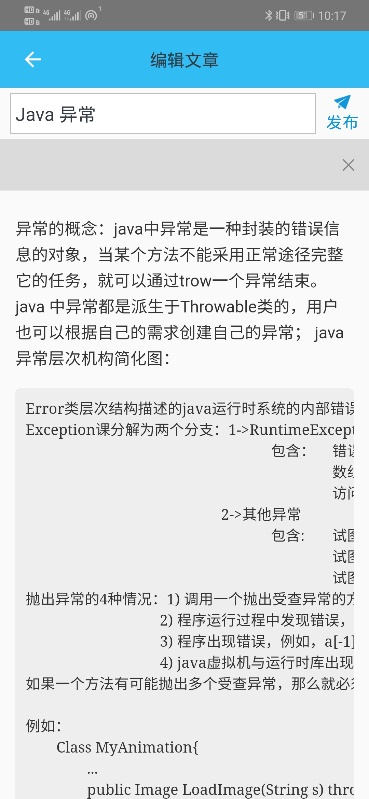 10:17
编辑文章
Java 异常
发布
异常的概念：java中异常是一种封装的错误信
息的对象，当某个方法不能采用正常途径完整
它的任务，就可以通过trow一个异常结束。
java 中异常都是派生于Throwable类的，用户
也可以根据自己的需求创建自己的异常； java
异常层次机构简化图：
Error类层次结构描述的java运行时系统的内部错误
Exception课分解为两个分支：1->RuntimeExcept
包含： 错误
数组
访问
2->其他异常
包含: 试图
试图
试图
抛出异常的4种情况：1) 调用一个抛出受查异常的方
2) 程序运行过程中发现错误，
3) 程序出现错误，例如，a[-1]
4) java虚拟机与运行时库出现
如果一个方法有可能抛出多个受查异常，那么就必须
例如：
Class MyAnimation{
...
public Image LoadImage(String s) thro